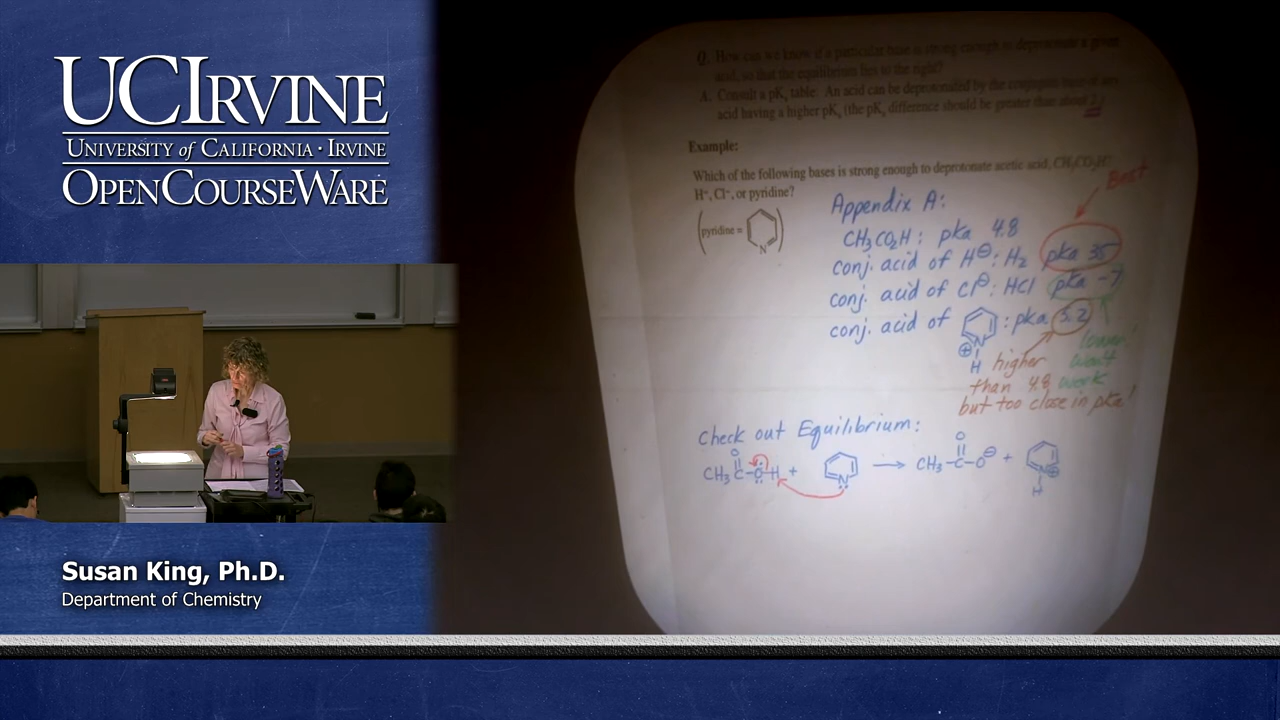 UCIRVINE
UNIVERSITY of CALIFORNIA · IRVINE
OPENCOURSEWARE
Susan King, Ph.D.
Department of Chemistry
Q. How can we know if a particular base is strong enough to deprotonate a given
acid, so that the equilibrium lies to the right?
A. Consult a pKa table. An acid can be deprotonated by the conjugate base of any
acid having a higher pKa (the pKa difference should be greater than about
Example:
Which of the following bases is strong enough to deprotonate acetic acid, CH3CO2H:
H⁻, Cl⁻, or pyridine?
(pyridine = N)
Best
Appendix A:
CH3CO2H: pka 4.8
conj. acid of H⊖: H2 pka 35
conj. acid of Cl⊖: HCl pka -7
conj. acid of N ⊕ H : pka 5.2
lower
won't
work
higher
than 4.8
but too close in pka!
Check out Equilibrium:
CH3 C O O H + N → CH3 - C O - O⊖ + N ⊕ H